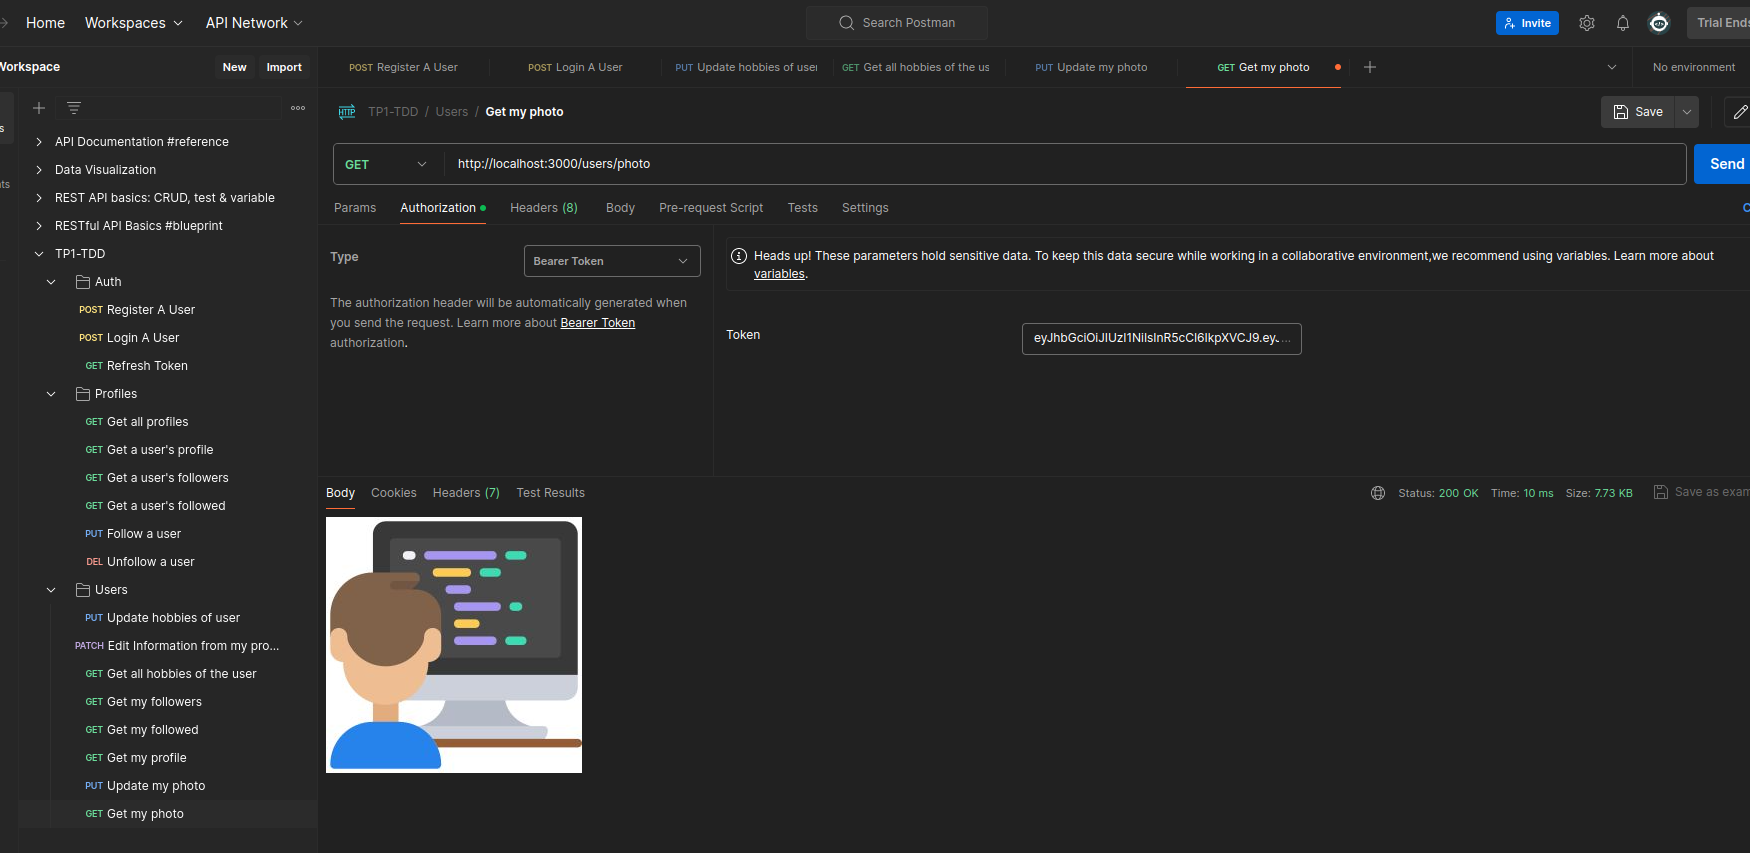 Home Workspaces API Network Search Postman Invite Trial Ends
Workspace New Import
POST Register A User POST Login A User PUT Update hobbies of user GET Get all hobbies of the us PUT Update my photo GET Get my photo No environment
HTTP TP1-TDD / Users / Get my photo Save
GET http://localhost:3000/users/photo Send
Params Authorization Headers (8) Body Pre-request Script Tests Settings
Type Bearer Token
The authorization header will be automatically generated when
you send the request. Learn more about Bearer Token
authorization.
Heads up! These parameters hold sensitive data. To keep this data secure while working in a collaborative environment,we recommend using variables. Learn more about
variables.
Token eyJhbGciOiJIUzI1NiIsInR5cCI6IkpXVCJ9.ey...
API Documentation #reference
Data Visualization
REST API basics: CRUD, test & variable
RESTful API Basics #blueprint
TP1-TDD
Auth
POST Register A User
POST Login A User
GET Refresh Token
Profiles
GET Get all profiles
GET Get a user's profile
GET Get a user's followers
GET Get a user's followed
PUT Follow a user
DEL Unfollow a user
Users
PUT Update hobbies of user
PATCH Edit Information from my pro...
GET Get all hobbies of the user
GET Get my followers
GET Get my followed
GET Get my profile
PUT Update my photo
GET Get my photo
Body Cookies Headers (7) Test Results Status: 200 OK Time: 10 ms Size: 7.73 KB Save as exam